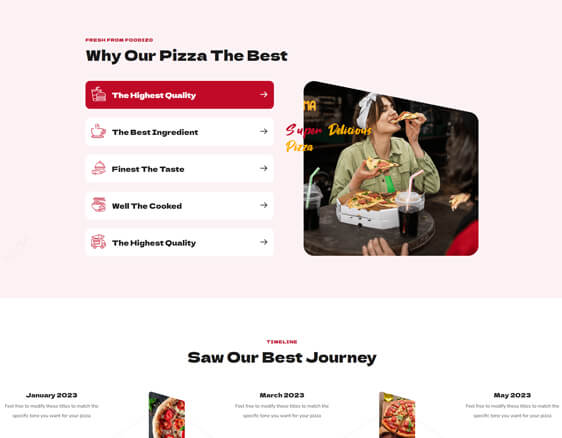 FRESH FROM FOODIZO
Why Our Pizza The Best
The Highest Quality
The Best Ingredient
Finest The Taste
Well The Cooked
The Highest Quality
Super Delicious
Pizza
TIMELINE
Saw Our Best Journey
January 2023
Feel free to modify these titles to match the
specific tone you want for your pizza
March 2023
Feel free to modify these titles to match the
specific tone you want for your pizza
May 2023
Feel free to modify these titles to match the
specific tone you want for your pizza